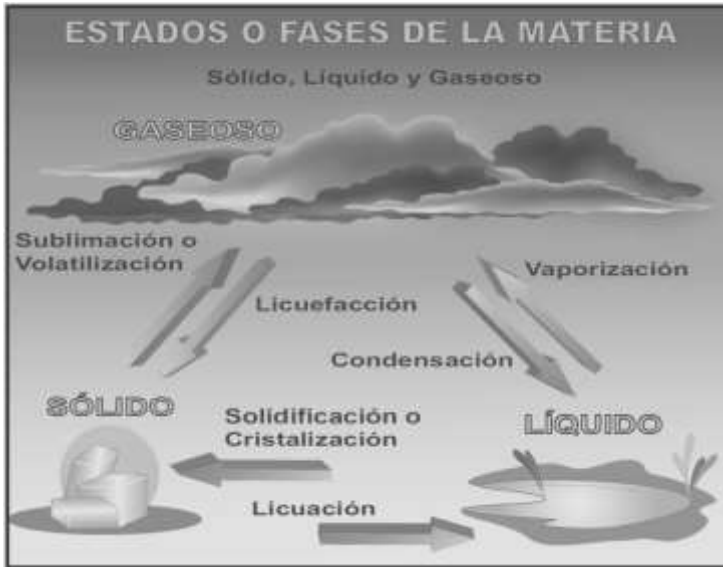 ESTADOS O FASES DE LA MATERIA
Sólido, Líquido y Gaseoso
GASEOSO
Sublimación o
Volatilización
Vaporización
Licuefacción
Condensación
SÓLIDO
Solidificación o
Cristalización
LÍQUIDO
Licuación